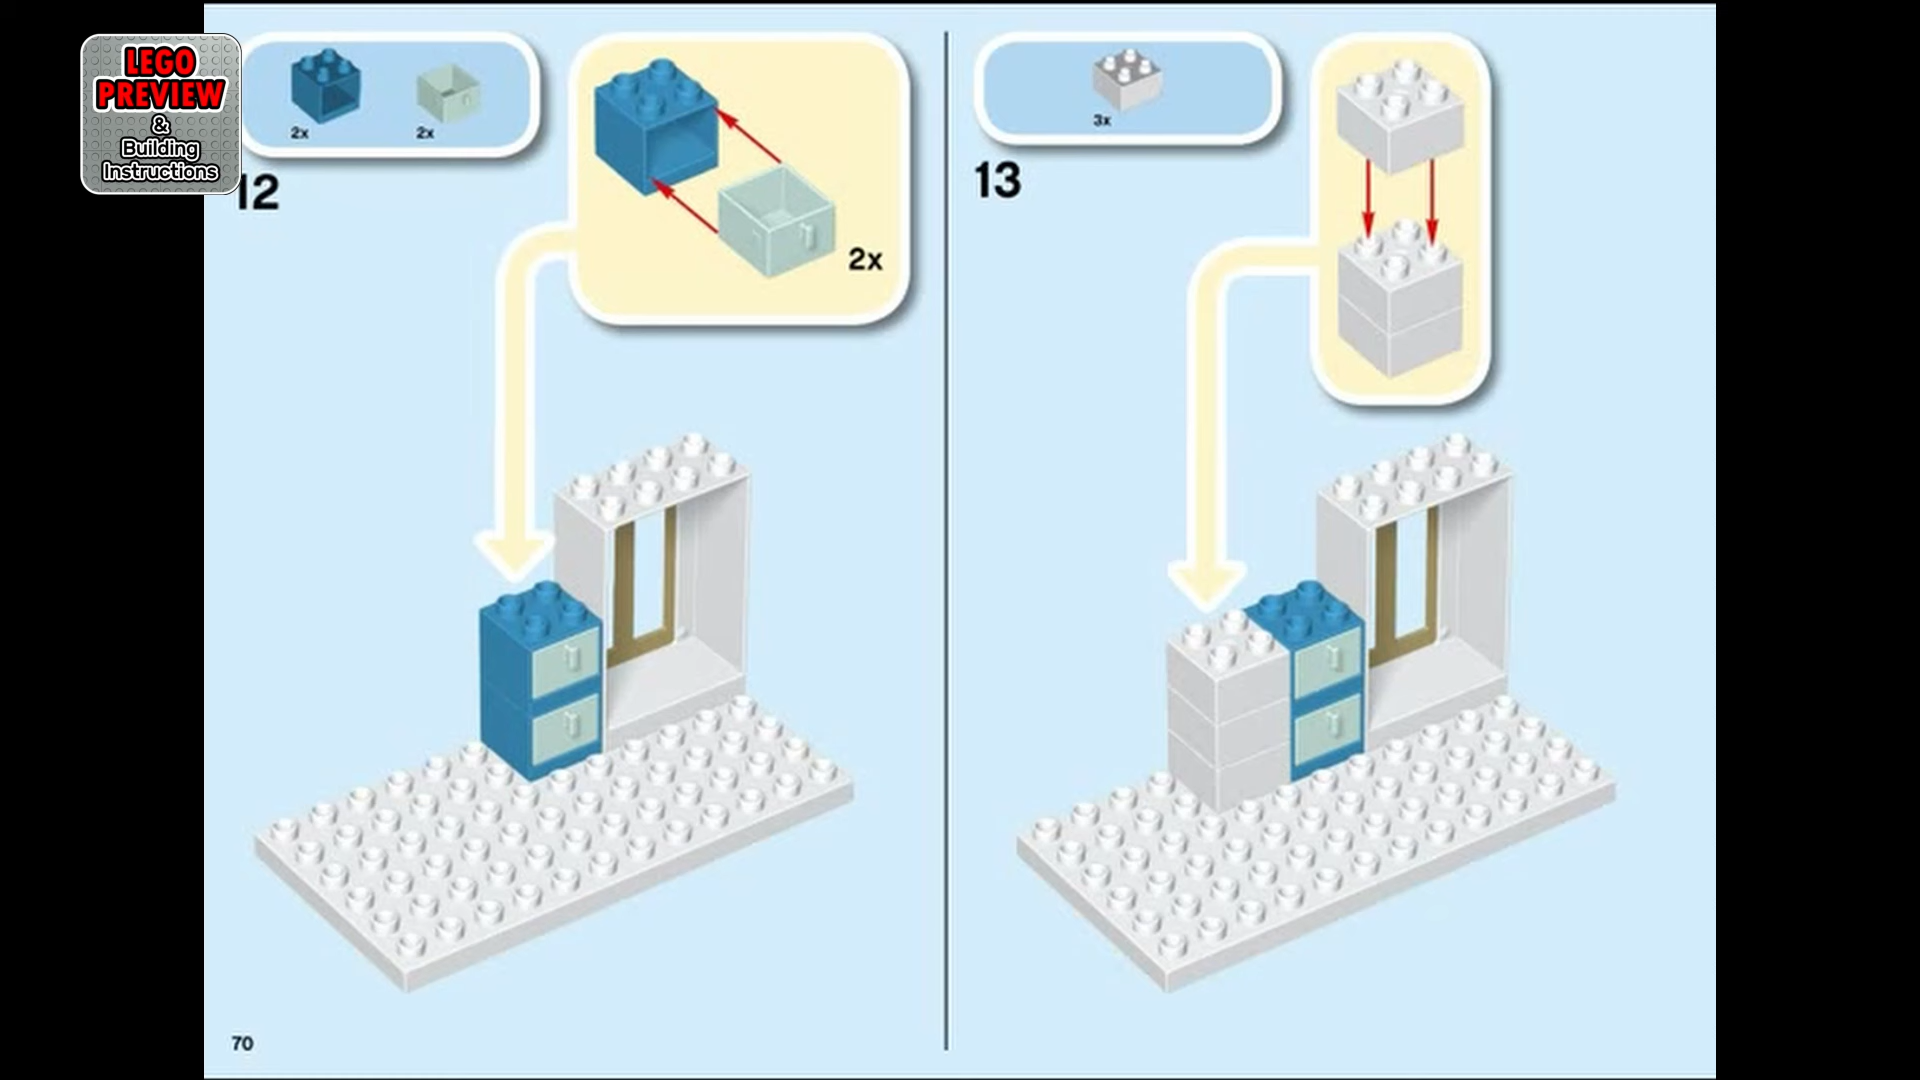 LEGO
PREVIEW
&
Building
Instructions
2x
2x
12
2x
3x
13
70